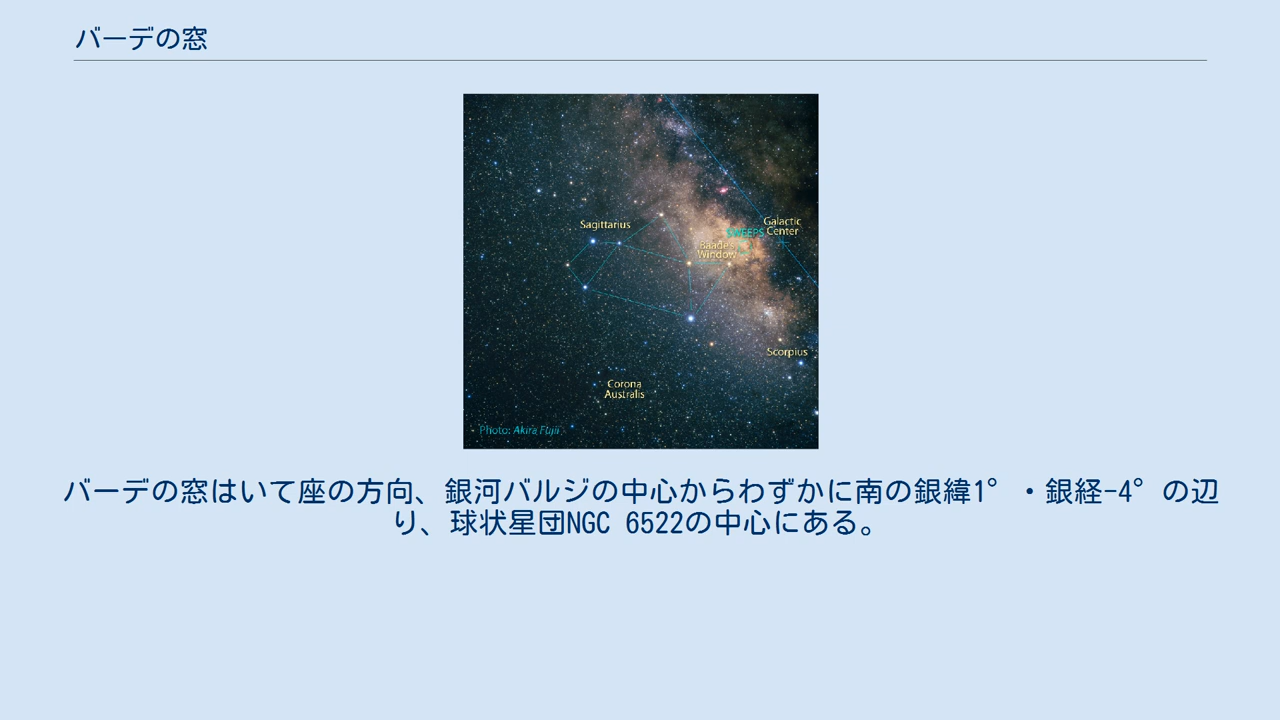 バーデの窓
Sagittarius
Galactic
Center
SWEEPS
Baade's
Window
Scorpius
Corona
Australis
Photo: Akira Fujii
バーデの窓はいて座の方向、銀河バルジの中心からわずかに南の銀緯1°・銀経-4°の辺
り、球状星団NGC 6522の中心にある。